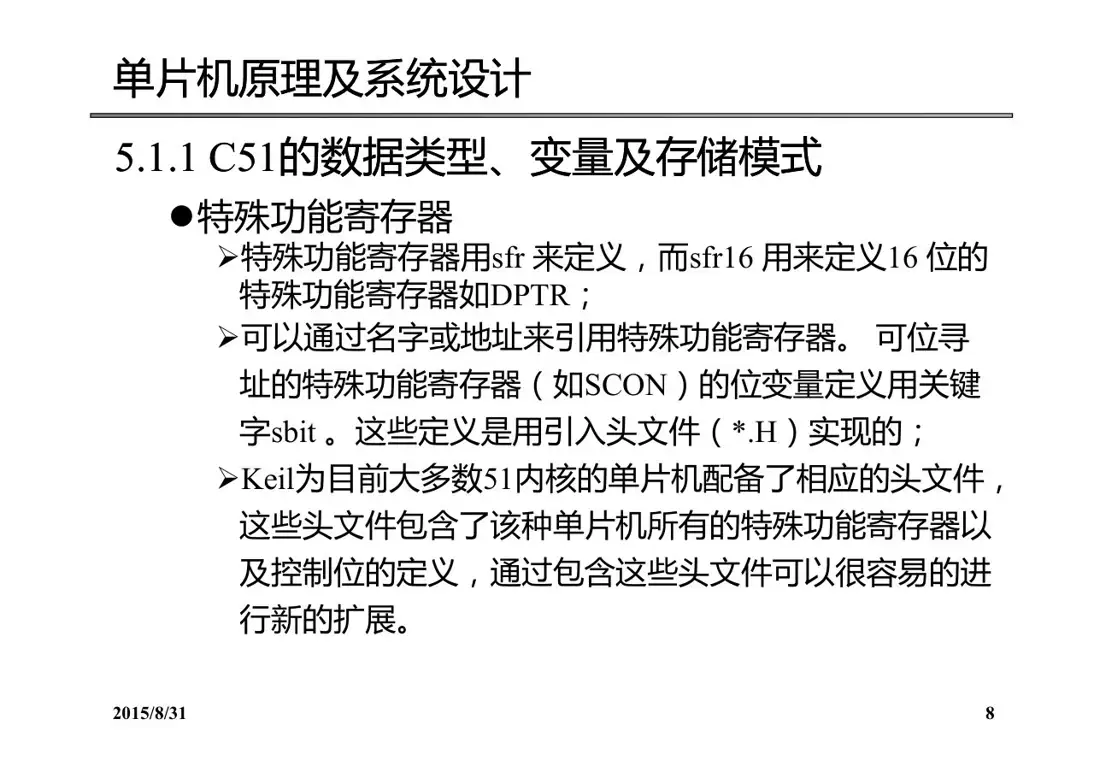 单片机原理及系统设计
5.1.1 C51的数据类型、变量及存储模式
●特殊功能寄存器
➢特殊功能寄存器用sfr 来定义，而sfr16 用来定义16 位的
特殊功能寄存器如DPTR；
➢可以通过名字或地址来引用特殊功能寄存器。 可位寻
址的特殊功能寄存器（如SCON）的位变量定义用关键
字sbit 。这些定义是用引入头文件（*.H）实现的；
➢Keil为目前大多数51内核的单片机配备了相应的头文件，
这些头文件包含了该种单片机所有的特殊功能寄存器以
及控制位的定义，通过包含这些头文件可以很容易的进
行新的扩展。
2015/8/31
8